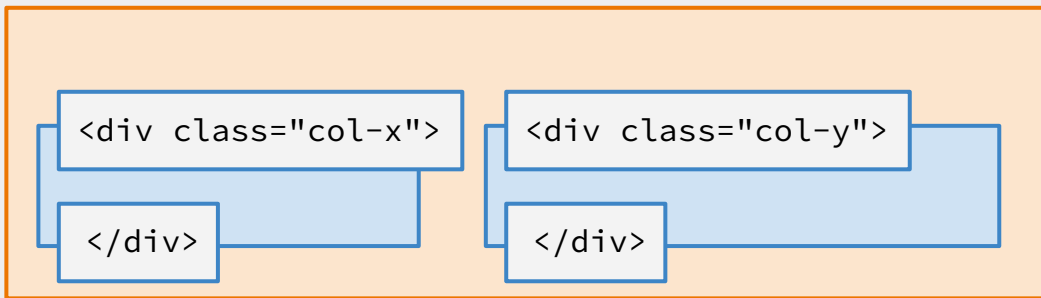 <div class="col-x">
</div>
<div class="col-y">
</div>